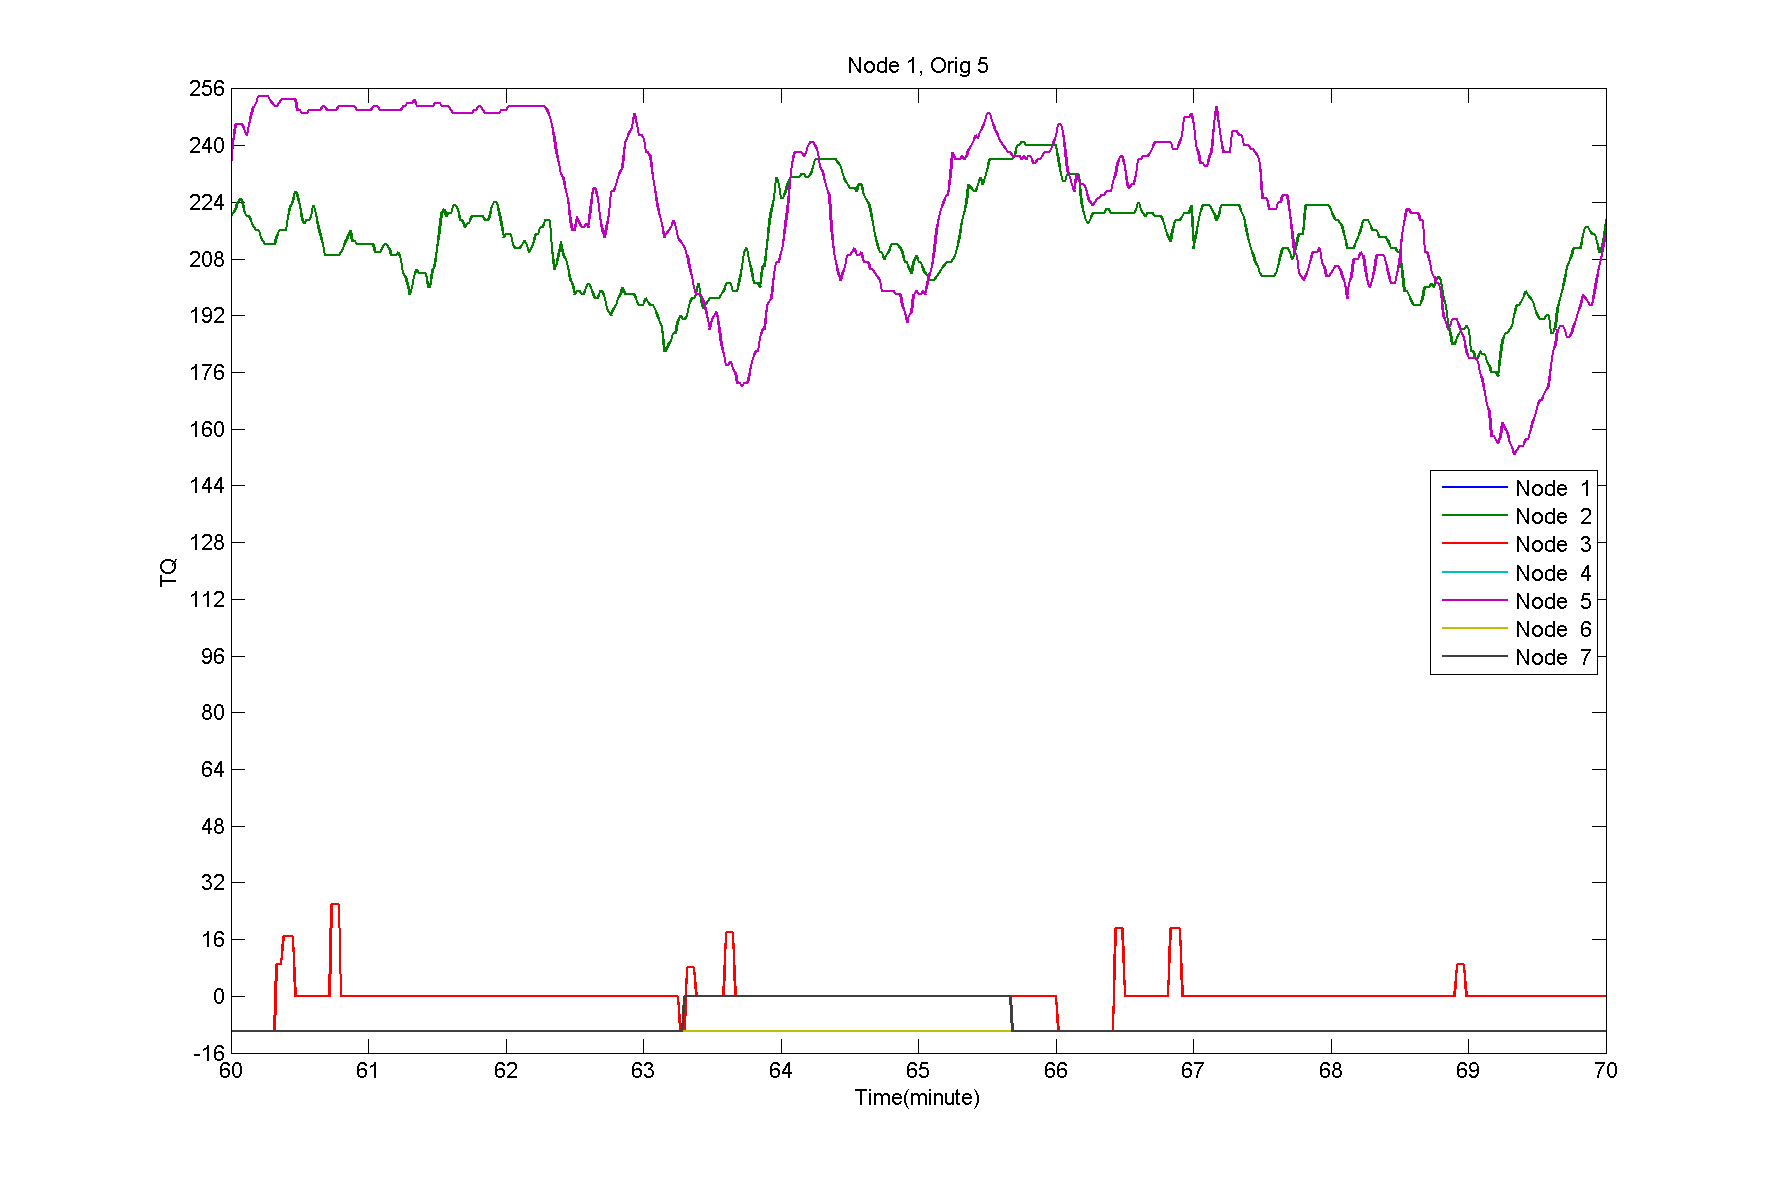 Node 1, Orig 5
256
240
224
208
192
176
160
144
128
112
96
80
64
48
32
16
0
-16
TQ
Node 1
Node 2
Node 3
Node 4
Node 5
Node 6
Node 7
60 61 62 63 64 65 66 67 68 69 70
Time(minute)